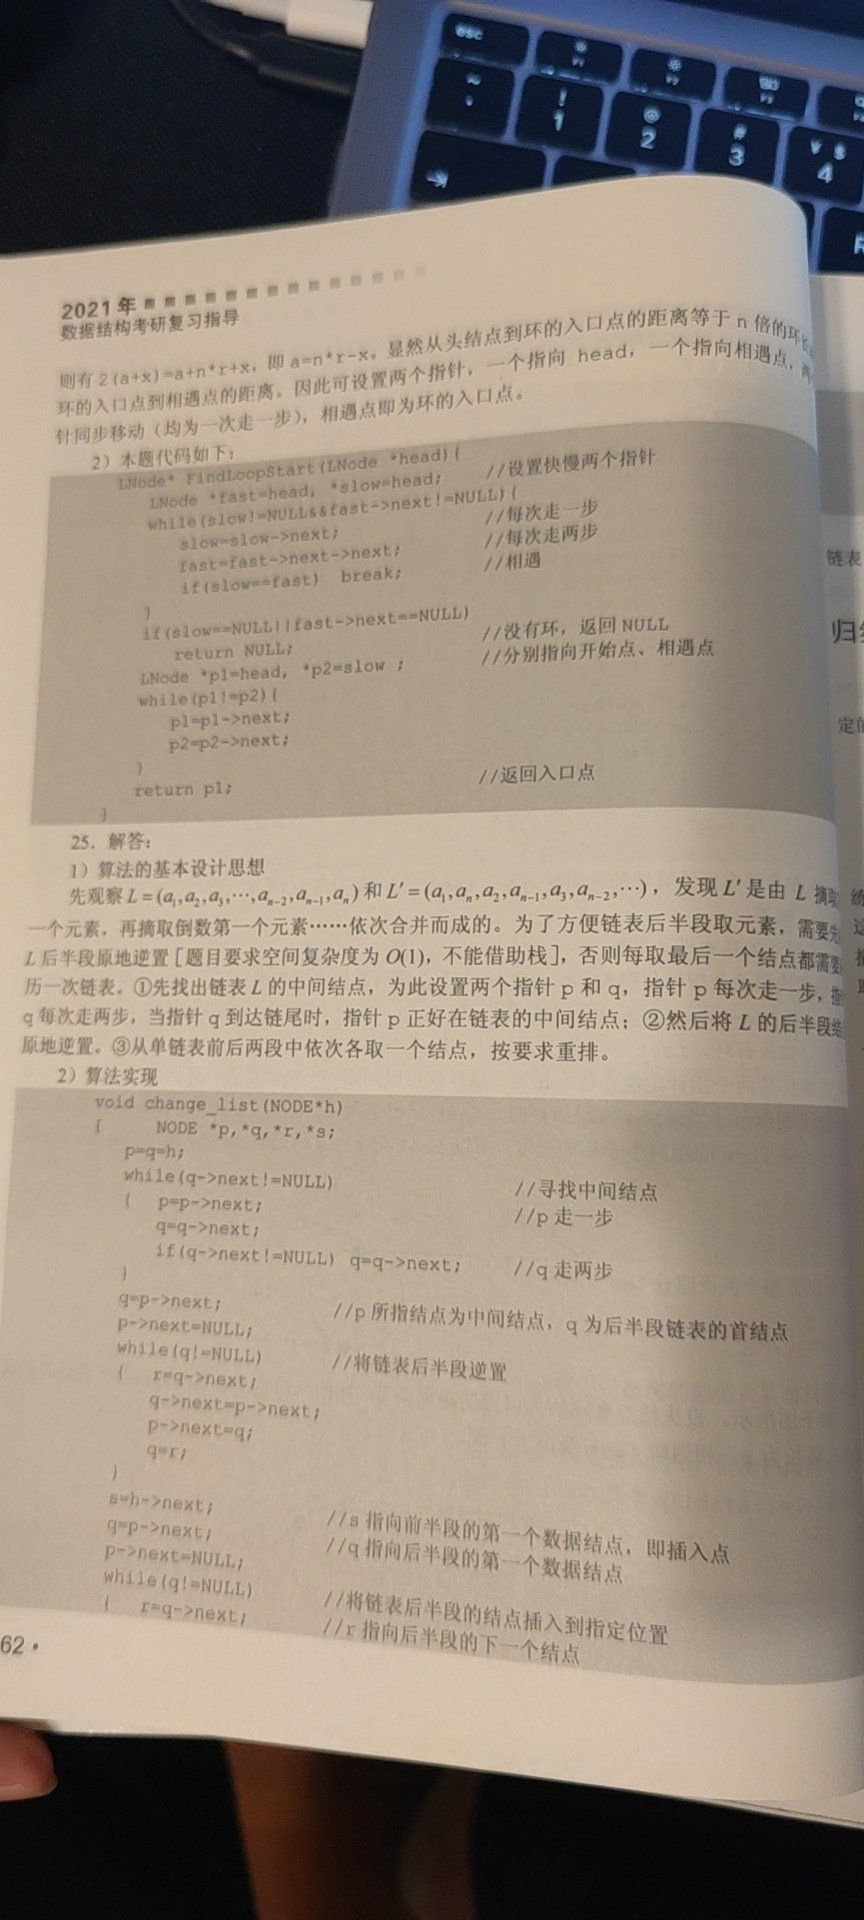 esc
F1
F2
F3
~
!
1
@
2
#
3
$
4
R
2021年
数据结构考研复习指导
则有 2(a+x)=a+n*r+x，即 a=n*r-x。显然从头结点到环的入口点的距离等于 n 倍的环长
环的入口点到相遇点的距离。因此可设置两个指针，一个指向 head，一个指向相遇点，两
针同步移动（均为一次走一步），相遇点即为环的入口点。
2）本题代码如下：
LNode* FindLoopStart(LNode *head){
LNode *fast=head, *slow=head; //设置快慢两个指针
while(slow!=NULL&&fast->next!=NULL){
slow=slow->next; //每次走一步
fast=fast->next->next; //每次走两步
if(slow==fast) break; //相遇
}
if(slow==NULL||fast->next==NULL)
return NULL; //没有环，返回 NULL
LNode *p1=head, *p2=slow ; //分别指向开始点、相遇点
while(p1!=p2){
p1=p1->next;
p2=p2->next;
}
return p1; //返回入口点
}
25．解答：
1）算法的基本设计思想
先观察 L=(a₁,a₂,a₃,⋯,aₙ₋₂,aₙ₋₁,aₙ) 和 L′=(a₁,aₙ,a₂,aₙ₋₁,a₃,aₙ₋₂,⋯)，发现 L′ 是由 L 摘取
一个元素，再摘取倒数第一个元素……依次合并而成的。为了方便链表后半段取元素，需要先
L 后半段原地逆置［题目要求空间复杂度为 O(1)，不能借助栈］，否则每取最后一个结点都需要
历一次链表。①先找出链表 L 的中间结点，为此设置两个指针 p 和 q，指针 p 每次走一步，指
q 每次走两步，当指针 q 到达链尾时，指针 p 正好在链表的中间结点；②然后将 L 的后半段结
原地逆置。③从单链表前后两段中依次各取一个结点，按要求重排。
2）算法实现
void change_list(NODE*h)
{ NODE *p,*q,*r,*s;
p=q=h;
while(q->next!=NULL) //寻找中间结点
{ p=p->next; //p 走一步
q=q->next;
if(q->next!=NULL) q=q->next; //q 走两步
}
q=p->next; //p 所指结点为中间结点，q 为后半段链表的首结点
p->next=NULL;
while(q!=NULL) //将链表后半段逆置
{ r=q->next;
q->next=p->next;
p->next=q;
q=r;
}
s=h->next; //s 指向前半段的第一个数据结点，即插入点
q=p->next; //q 指向后半段的第一个数据结点
p->next=NULL;
while(q!=NULL) //将链表后半段的结点插入到指定位置
{ r=q->next; //r 指向后半段的下一个结点
62·
链表
归
定的